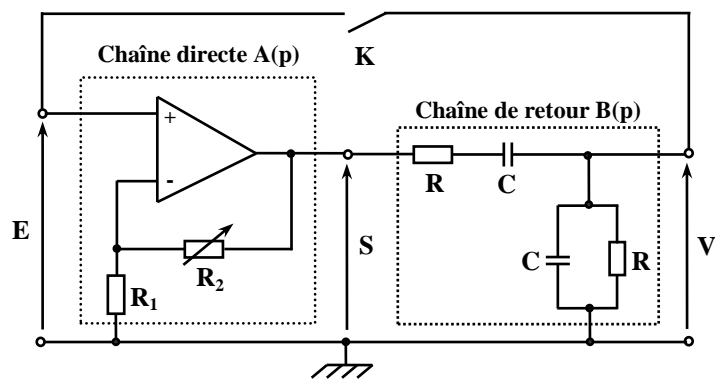 Chaîne directe A(p)
K
Chaîne de retour B(p)
+
-
R
C
E
S
V
R₂
C
R
R₁